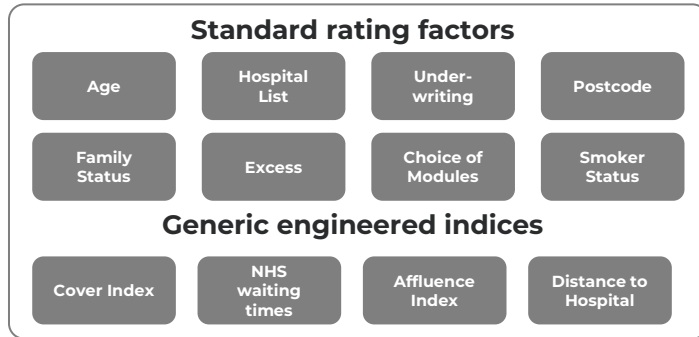 Standard rating factors
Age
Hospital
List
Under-
writing
Postcode
Family
Status
Excess
Choice of
Modules
Smoker
Status
Generic engineered indices
Cover Index
NHS
waiting
times
Affluence
Index
Distance to
Hospital